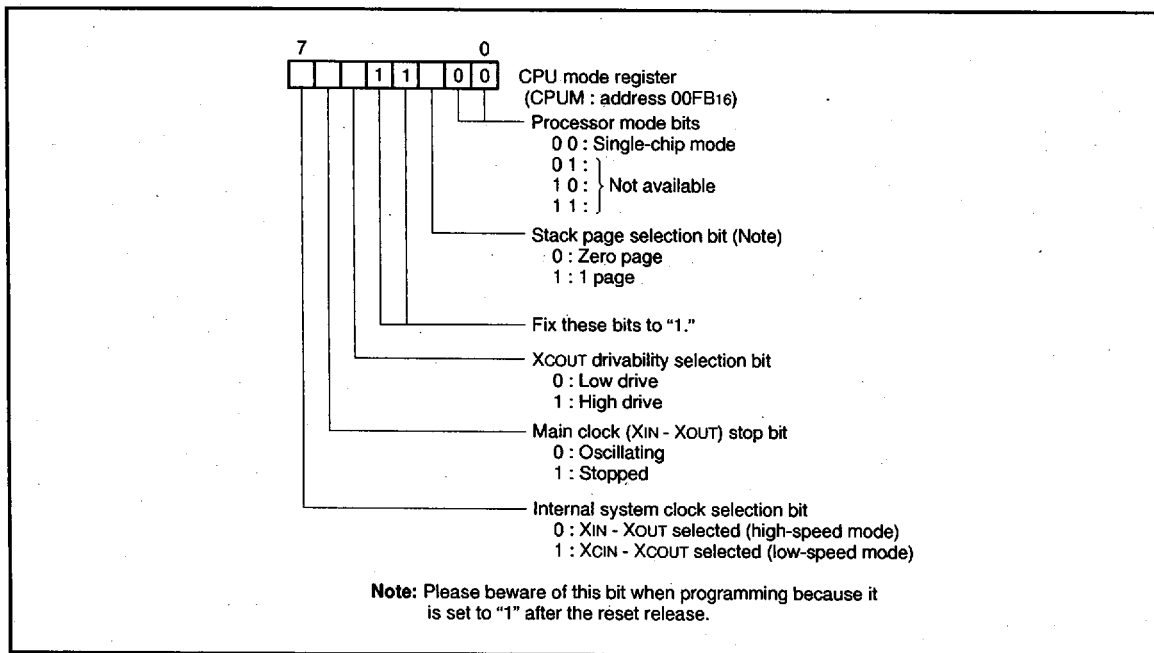 7 0
1 1 0 0 CPU mode register
(CPUM : address 00FB16)
Processor mode bits
0 0 : Single-chip mode
0 1 :
1 0 : Not available
1 1 :
Stack page selection bit (Note)
0 : Zero page
1 : 1 page
Fix these bits to “1.”
XCOUT drivability selection bit
0 : Low drive
1 : High drive
Main clock (XIN - XOUT) stop bit
0 : Oscillating
1 : Stopped
Internal system clock selection bit
0 : XIN - XOUT selected (high-speed mode)
1 : XCIN - XCOUT selected (low-speed mode)
Note: Please beware of this bit when programming because it
is set to “1” after the reset release.